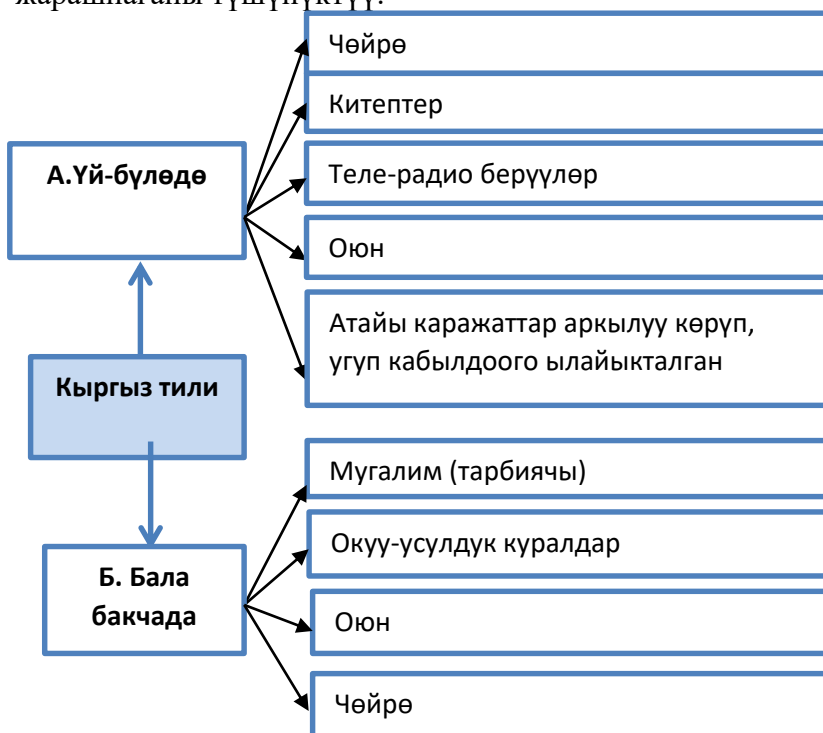 Чөйрө
Китептер
А.Үй-бүлөдө
Теле-радио берүүлөр
Оюн
Атайы каражаттар аркылуу көрүп,
угуп кабылдоого ылайыкталган
Кыргыз тили
Мугалим (тарбиячы)
Окуу-усулдук куралдар
Б. Бала
бакчада
Оюн
Чөйрө